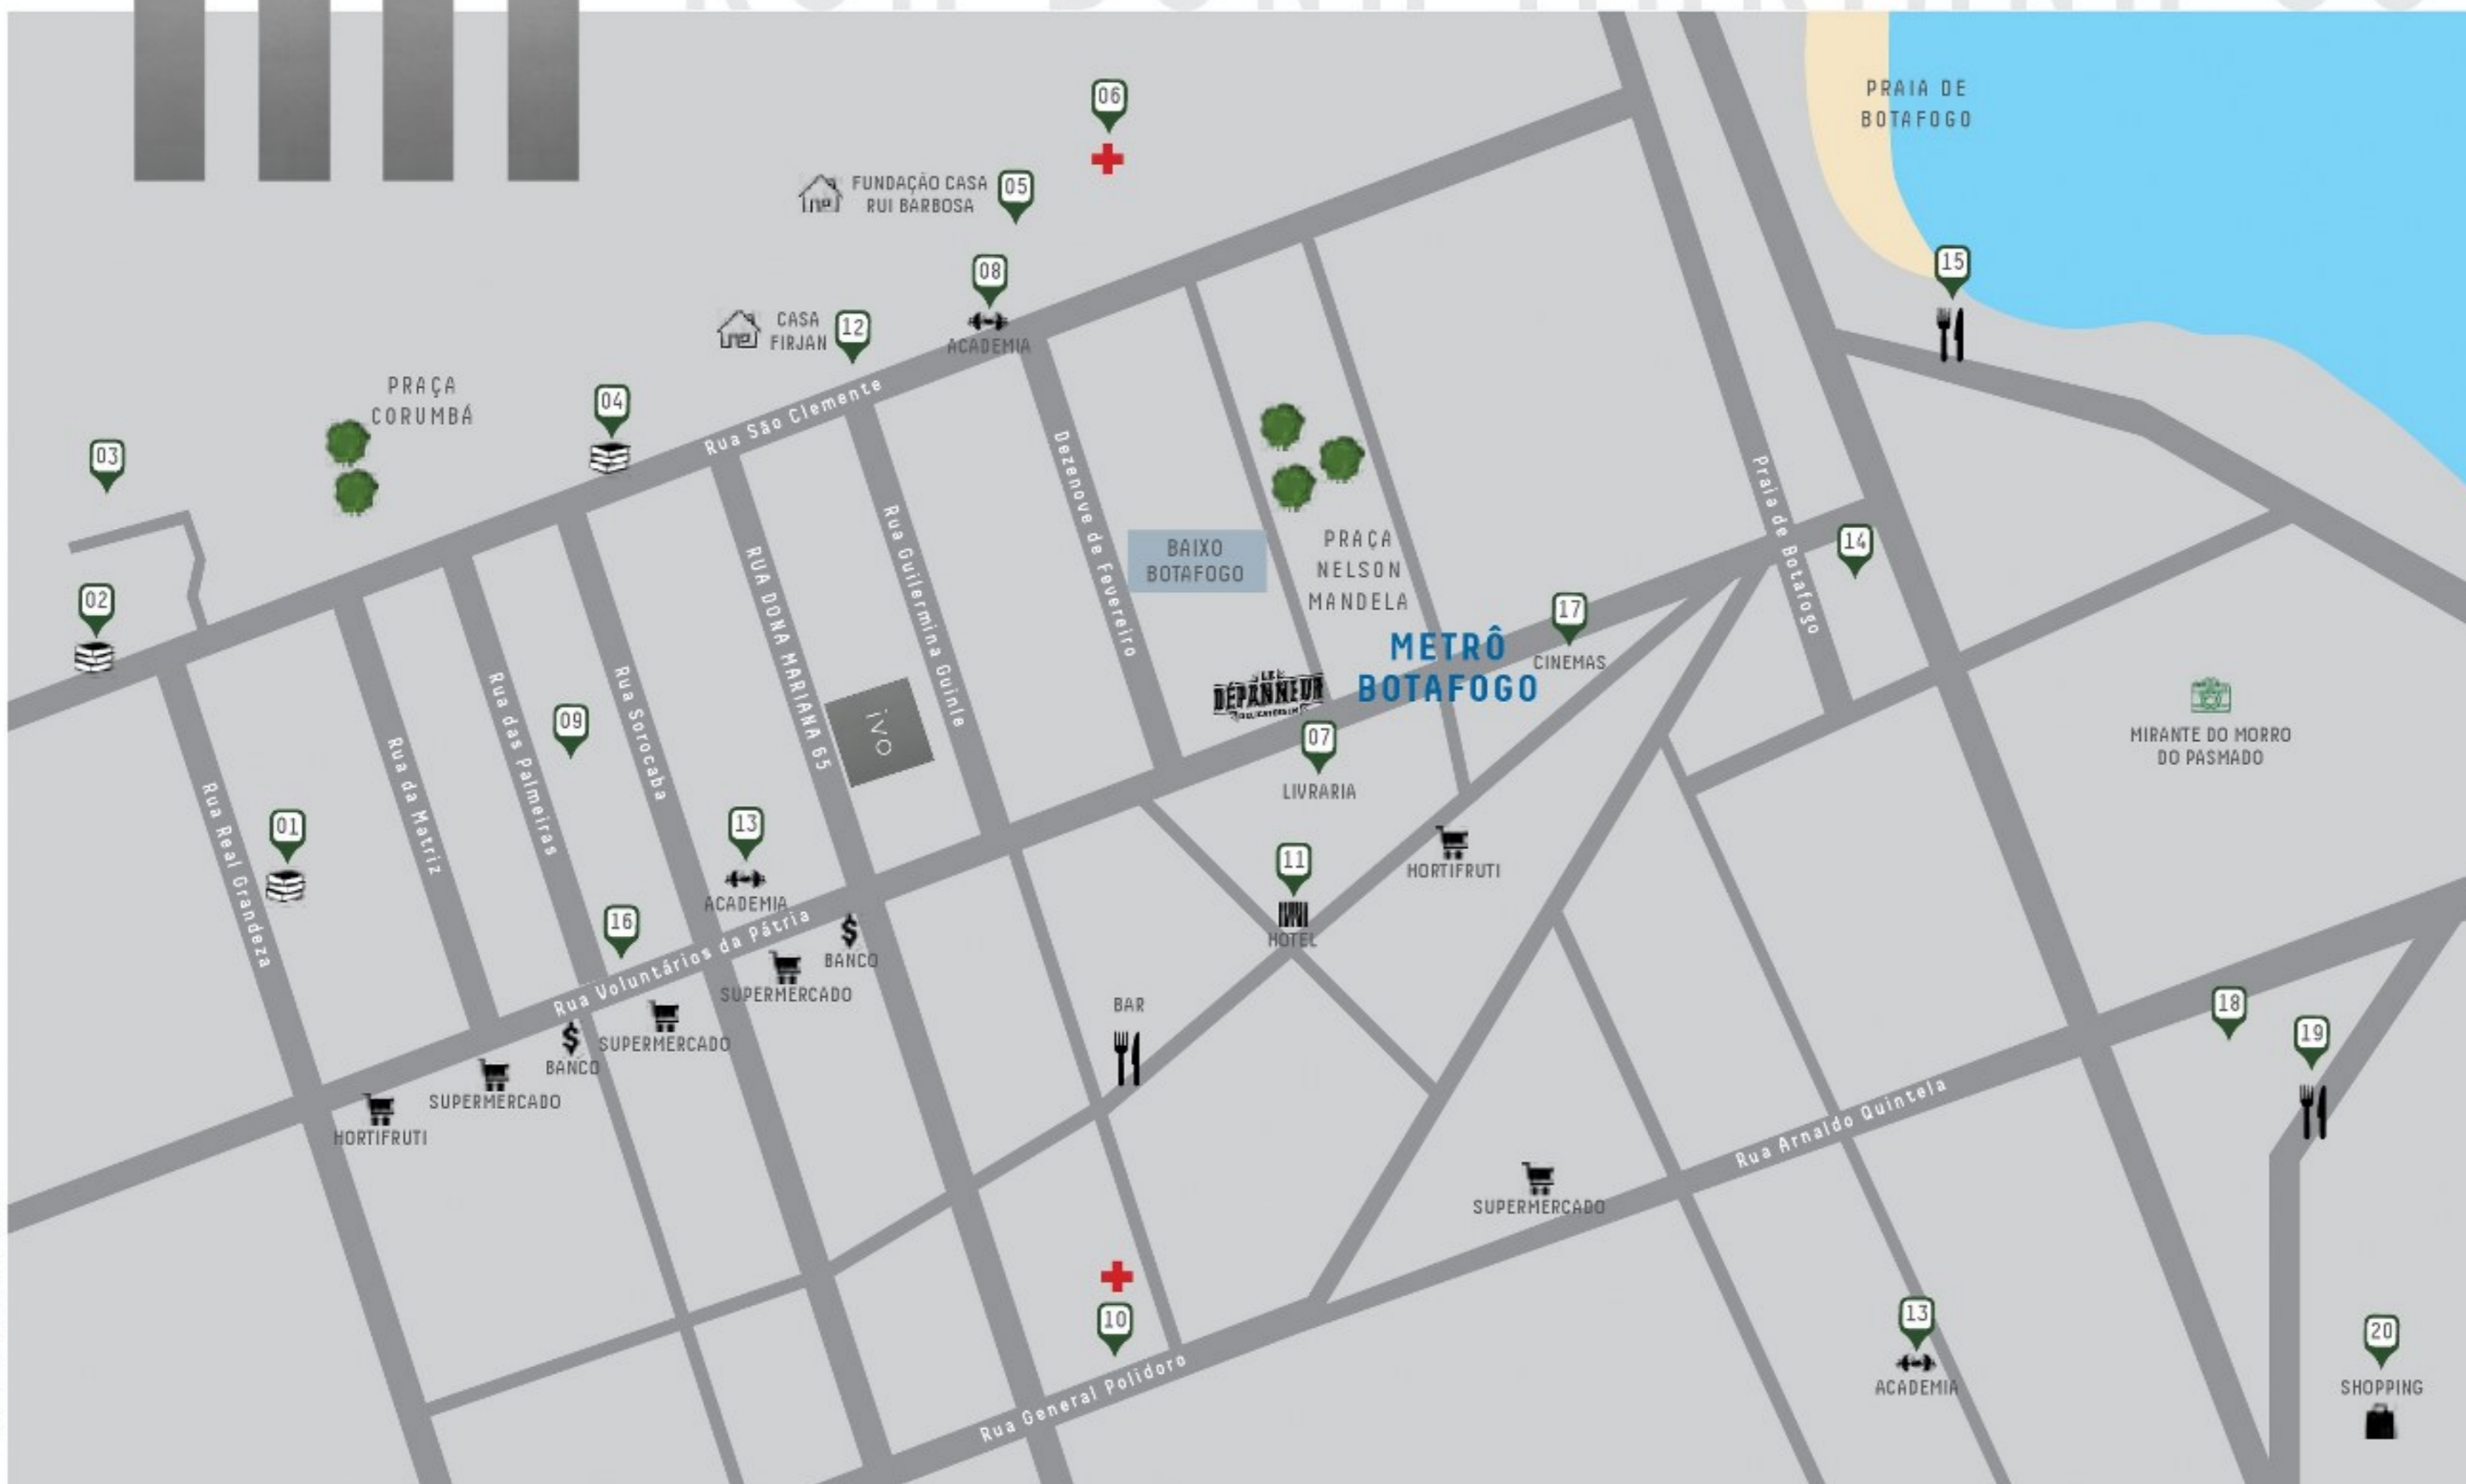 PRAIA DE
BOTAFOGO
06
FUNDAÇÃO CASA
RUI BARBOSA
05
08
ACADEMIA
CASA
FIRJAN
12
15
PRAÇA
CORUMBÁ
04
03
02
Rua São Clemente
Dezenove de Fevereiro
Rua Guilermina Guinle
RUA DONA MARIANA 65
Rua Sorocaba
Rua das Palmeiras
Rua da Matriz
Rua Real Grandeza
BAIXO
BOTAFOGO
PRAÇA
NELSON
MANDELA
Praia de Botafogo
14
17
CINEMAS
METRÔ
BOTAFOGO
LE
DÉPANNEUR
DELICATESSEN
07
LIVRARIA
ivo
09
01
13
ACADEMIA
16
11
HOTEL
HORTIFRUTI
MIRANTE DO MORRO
DO PASMADO
Rua Voluntários da Pátria
BANCO
SUPERMERCADO
SUPERMERCADO
BANCO
SUPERMERCADO
HORTIFRUTI
BAR
18
19
Rua Arnaldo Quintela
SUPERMERCADO
10
Rua General Polidoro
13
ACADEMIA
20
SHOPPING